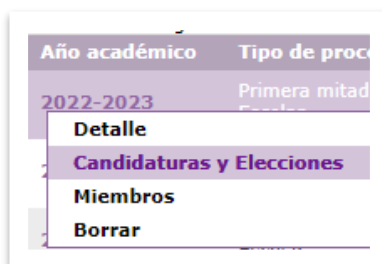 Año académico Tipo de proc
2022-2023 Primera mitad
Detalle
Candidaturas y Elecciones
Miembros
Borrar